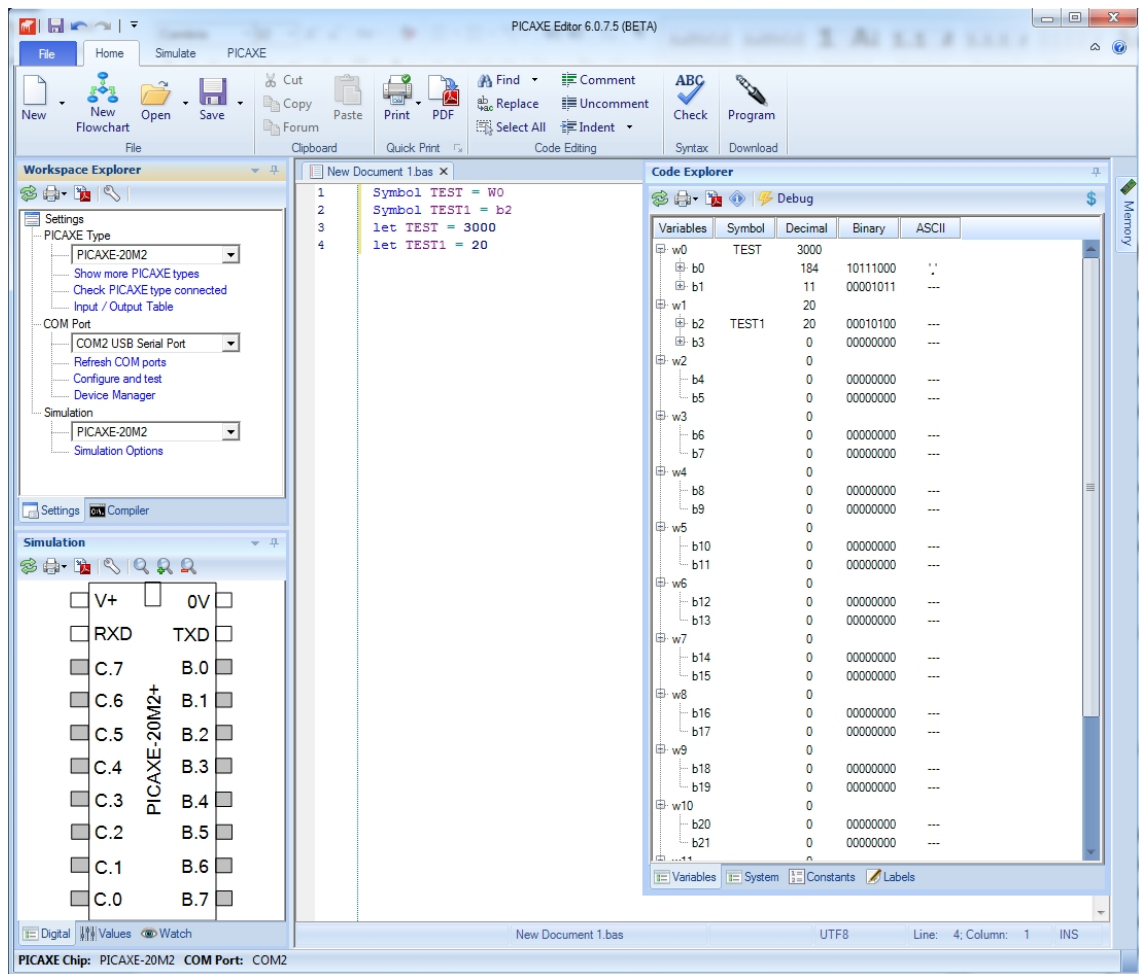 PICAXE Editor 6.0.7.5 (BETA)
File Home Simulate PICAXE
New
New Flowchart
Open
Save
File
Cut
Copy
Forum
Paste
Clipboard
Print
PDF
Quick Print
Find
Replace
Select All
Comment
Uncomment
Indent
Code Editing
ABC
Check
Syntax
Program
Download
Workspace Explorer
Settings
PICAXE Type
PICAXE-20M2
Show more PICAXE types
Check PICAXE type connected
Input / Output Table
COM Port
COM2 USB Serial Port
Refresh COM ports
Configure and test
Device Manager
Simulation
PICAXE-20M2
Simulation Options
Settings Compiler
Simulation
V+ 0V
RXD TXD
C.7 B.0
C.6 B.1
C.5 B.2
C.4 B.3
C.3 B.4
C.2 B.5
C.1 B.6
C.0 B.7
PICAXE-20M2+
Digital Values Watch
New Document 1.bas
1 Symbol TEST = W0
2 Symbol TEST1 = b2
3 let TEST = 3000
4 let TEST1 = 20
Code Explorer
Debug $
Variables Symbol Decimal Binary ASCII
w0 TEST 3000
b0 184 10111000
b1 11 00001011 ---
w1 20
b2 TEST1 20 00010100 ---
b3 0 00000000 ---
w2 0
b4 0 00000000 ---
b5 0 00000000 ---
w3 0
b6 0 00000000 ---
b7 0 00000000 ---
w4 0
b8 0 00000000 ---
b9 0 00000000 ---
w5 0
b10 0 00000000 ---
b11 0 00000000 ---
w6 0
b12 0 00000000 ---
b13 0 00000000 ---
w7 0
b14 0 00000000 ---
b15 0 00000000 ---
w8 0
b16 0 00000000 ---
b17 0 00000000 ---
w9 0
b18 0 00000000 ---
b19 0 00000000 ---
w10 0
b20 0 00000000 ---
b21 0 00000000 ---
Variables System Constants Labels
Memory
New Document 1.bas UTF8 Line: 4; Column: 1 INS
PICAXE Chip: PICAXE-20M2 COM Port: COM2